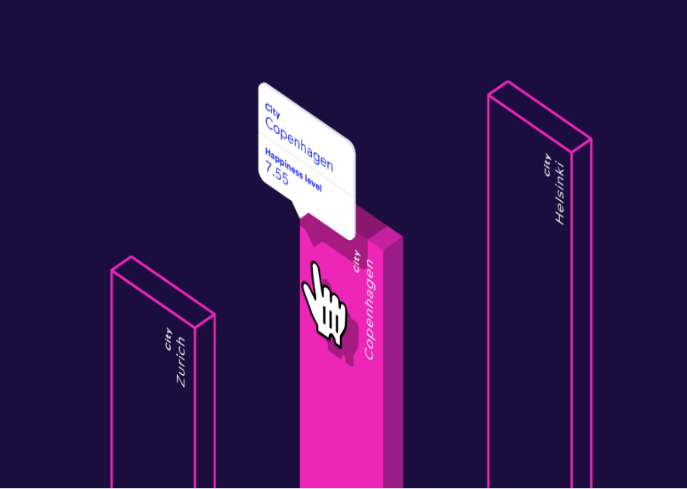 City
Copenhagen
Happiness level
7.55
City
Zurich
City
Copenhagen
City
Helsinki